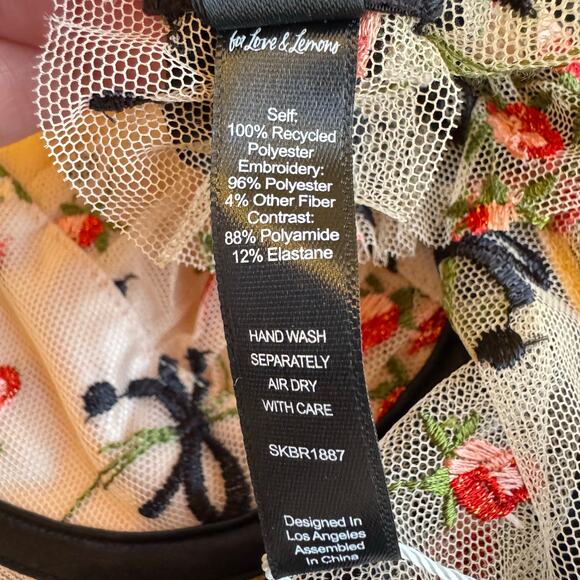 for Love & Lemons
Self:
100% Recycled
Polyester
Embroidery:
96% Polyester
4% Other Fiber
Contrast:
88% Polyamide
12% Elastane
HAND WASH
SEPARATELY
AIR DRY
WITH CARE
SKBR1887
Designed In
Los Angeles
Assembled
In China